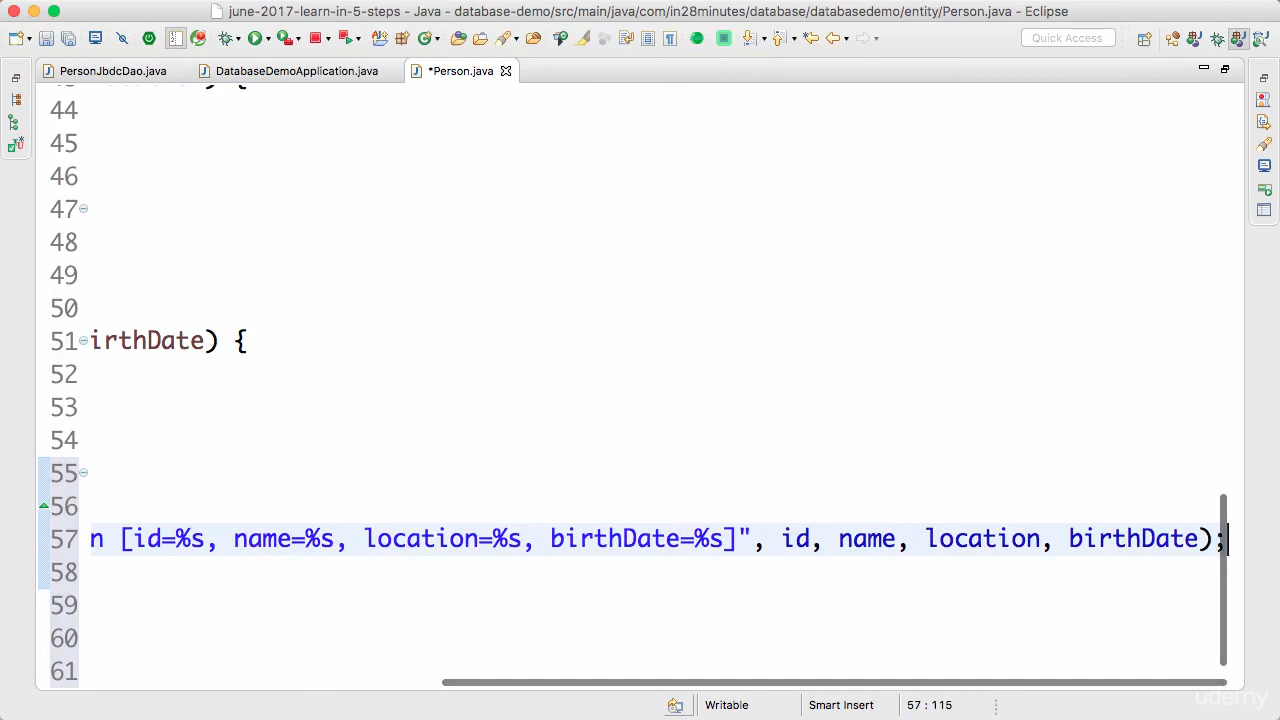 june-2017-learn-in-5-steps - Java - database-demo/src/main/java/com/in28minutes/database/databasedemo/entity/Person.java - Eclipse
Quick Access
PersonJbdcDao.java DatabaseDemoApplication.java *Person.java
44
45
46
47
48
49
50
51 irthDate) {
52
53
54
55
56
57 n [id=%s, name=%s, location=%s, birthDate=%s]", id, name, location, birthDate);
58
59
60
61
Writable Smart Insert 57 : 115
udemy